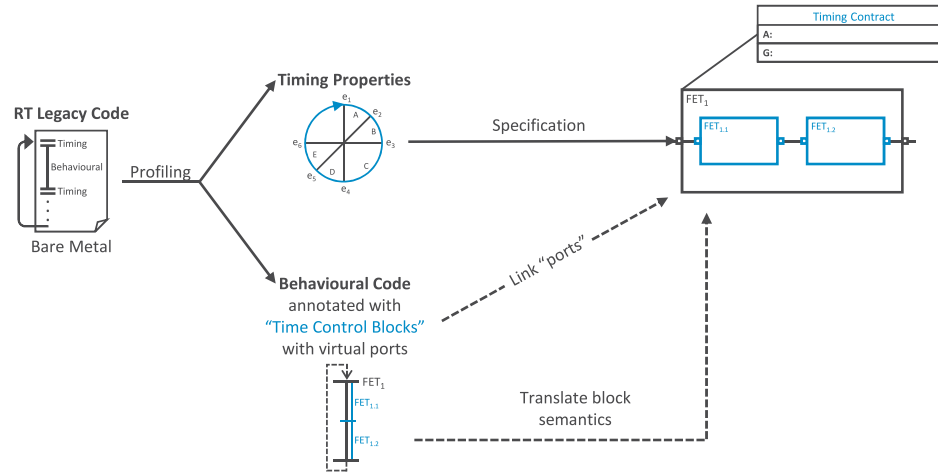 Timing Contract
A:
G:
RT Legacy Code
Timing
Behavioural
Timing
Bare Metal
Profiling
Timing Properties
e1
e2
e3
e4
e5
e6
A
B
C
D
E
Specification
FET1
FET1.1
FET1.2
Link “ports”
Behavioural Code
annotated with
“Time Control Blocks”
with virtual ports
FET1
FET1.1
FET1.2
Translate block
semantics